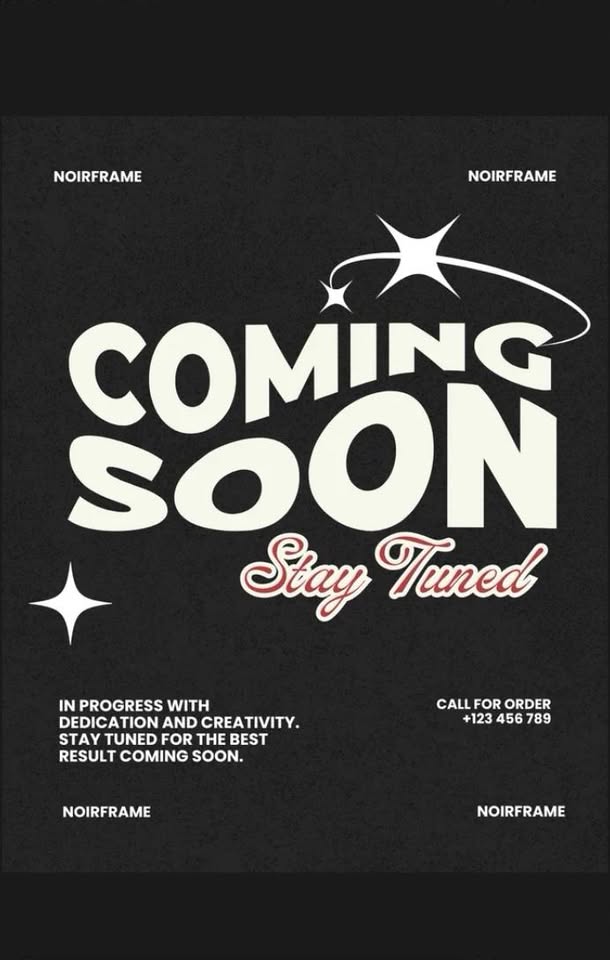 NOIRFRAME NOIRFRAME
COMING
SOON
Stay Tuned
IN PROGRESS WITH
DEDICATION AND CREATIVITY.
STAY TUNED FOR THE BEST
RESULT COMING SOON.
CALL FOR ORDER
+123 456 789
NOIRFRAME NOIRFRAME